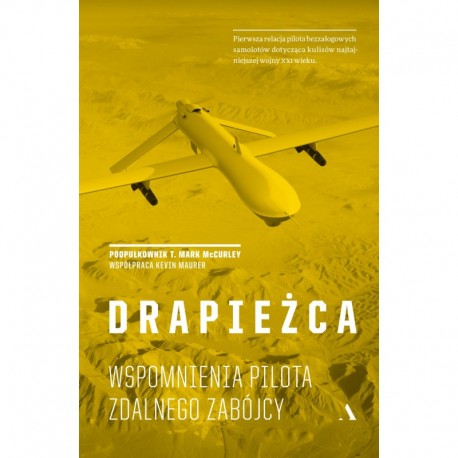 Pierwsza relacja pilota bezzałogowych
samolotów dotycząca kulisów najtaj-
niejszej wojny XXI wieku.
PODPUŁKOWNIK T. MARK McCURLEY
WSPÓŁPRACA KEVIN MAURER
DRAPIEŻCA
WSPOMNIENIA PILOTA
ZDALNEGO ZABÓJCY